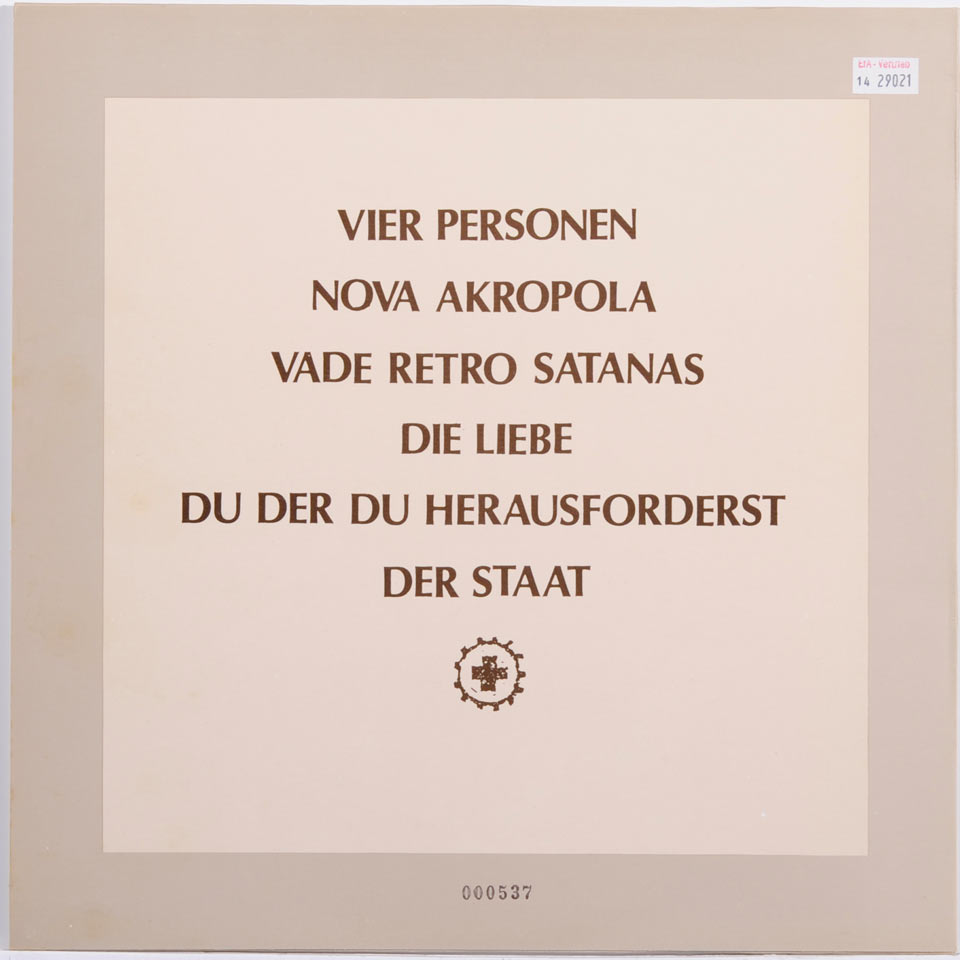 EfA - Vertrieb
14 29021
VIER PERSONEN
NOVA AKROPOLA
VADE RETRO SATANAS
DIE LIEBE
DU DER DU HERAUSFORDERST
DER STAAT
000537